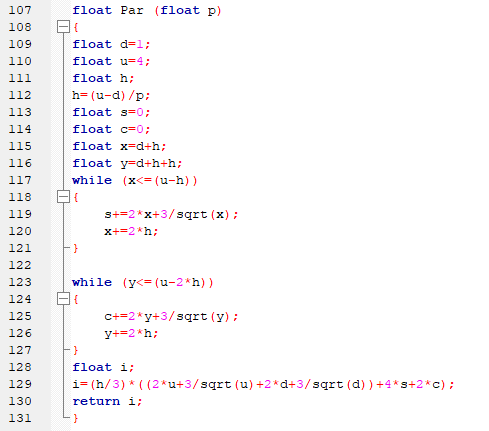 107 float Par (float p)
108 {
109 float d=1;
110 float u=4;
111 float h;
112 h=(u-d)/p;
113 float s=0;
114 float c=0;
115 float x=d+h;
116 float y=d+h+h;
117 while (x<=(u-h))
118 {
119 s+=2*x+3/sqrt(x);
120 x+=2*h;
121 }
122
123 while (y<=(u-2*h))
124 {
125 c+=2*y+3/sqrt(y);
126 y+=2*h;
127 }
128 float i;
129 i=(h/3)*((2*u+3/sqrt(u)+2*d+3/sqrt(d))+4*s+2*c);
130 return i;
131 }